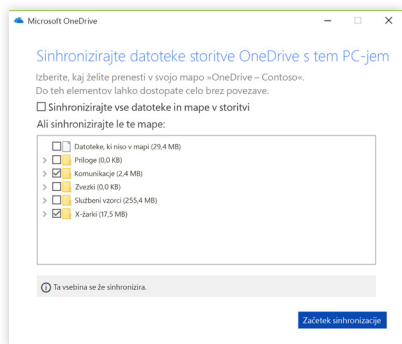 Microsoft OneDrive
Sinhronizirajte datoteke storitve OneDrive s tem PC-jem
Izberite, kaj želite prenesti v svojo mapo »OneDrive – Contoso«.
Do teh elementov lahko dostopate celo brez povezave.
Sinhronizirajte vse datoteke in mape v storitvi
Ali sinhronizirajte le te mape:
Datoteke, ki niso v mapi (29,4 MB)
Priloge (0,0 KB)
Komunikacije (2,4 MB)
Zvezki (0,0 KB)
Službeni vzorci (255,4 MB)
X-žarki (17,5 MB)
Ta vsebina se že sinhronizira.
Začetek sinhronizacije